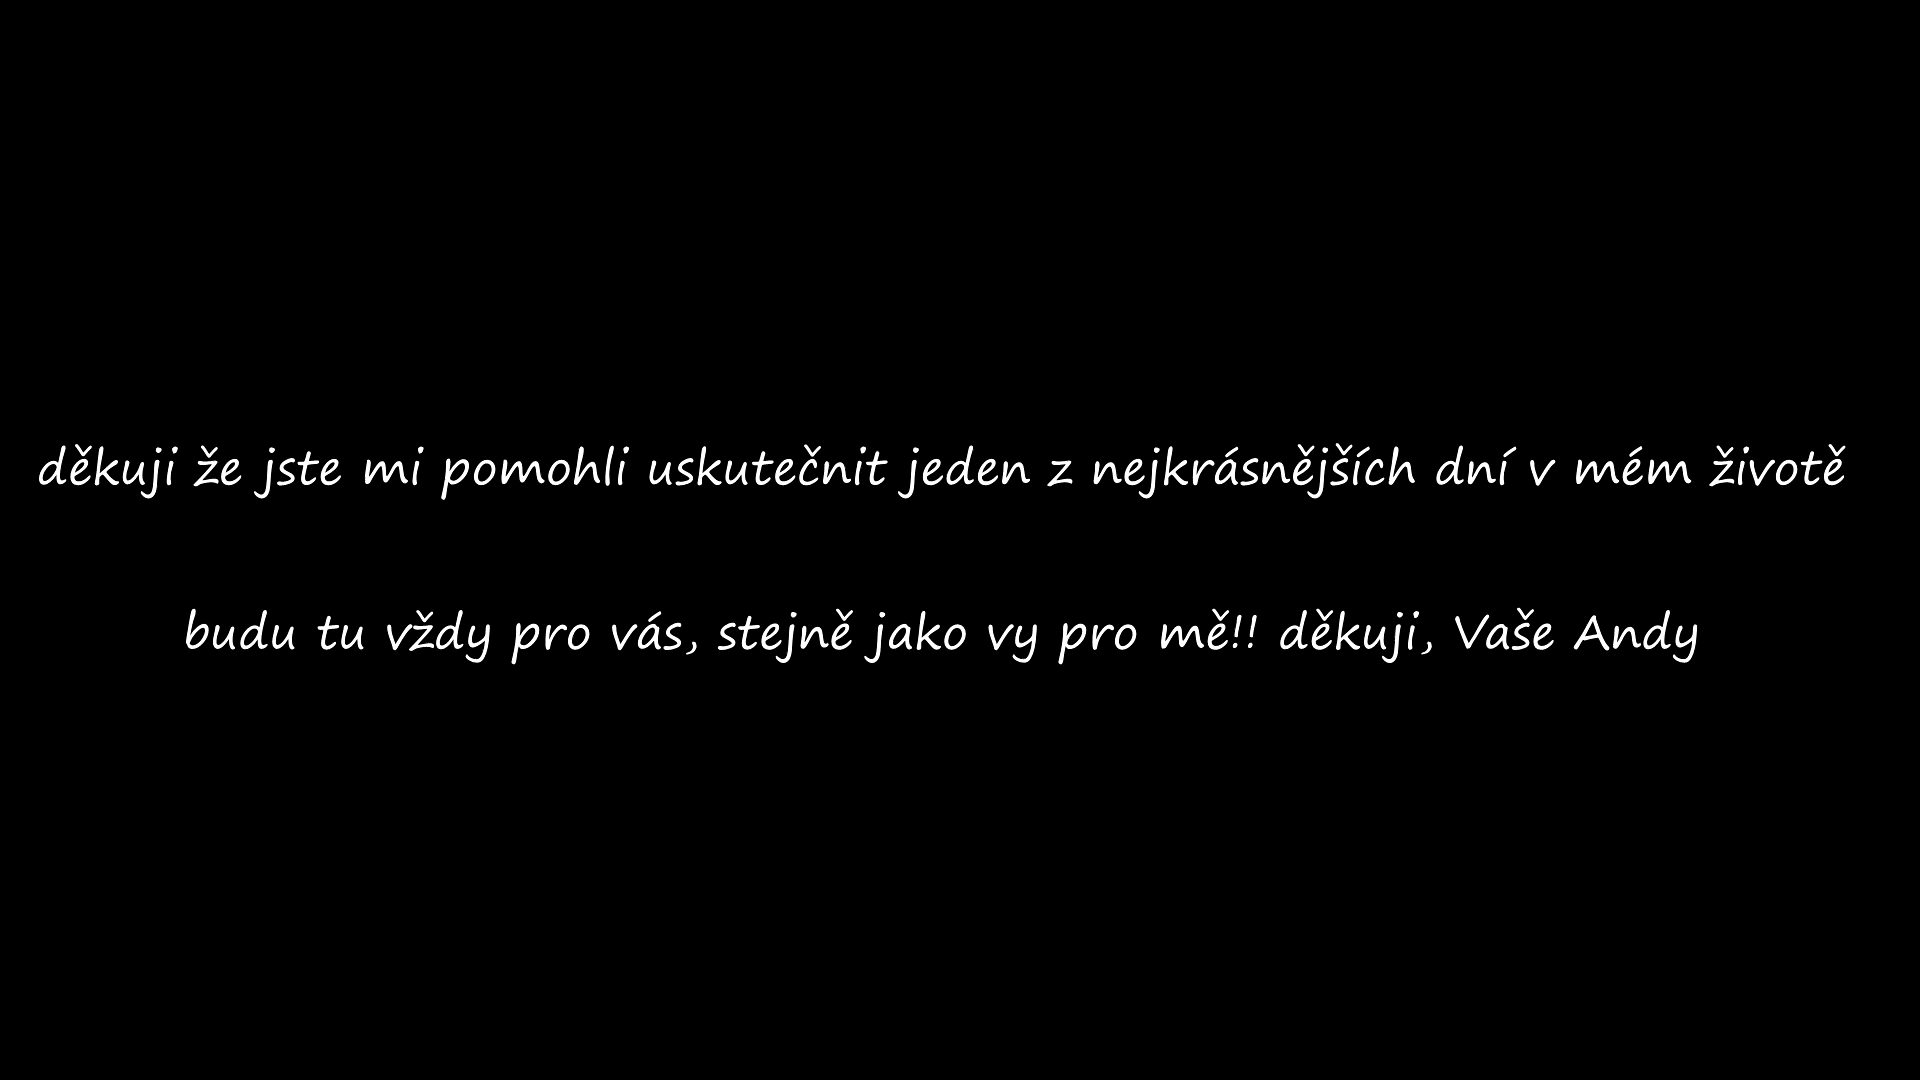 děkuji že jste mi pomohli uskutečnit jeden z nejkrásnějších dní v mém životě
budu tu vždy pro vás, stejně jako vy pro mě!! děkuji, Vaše Andy